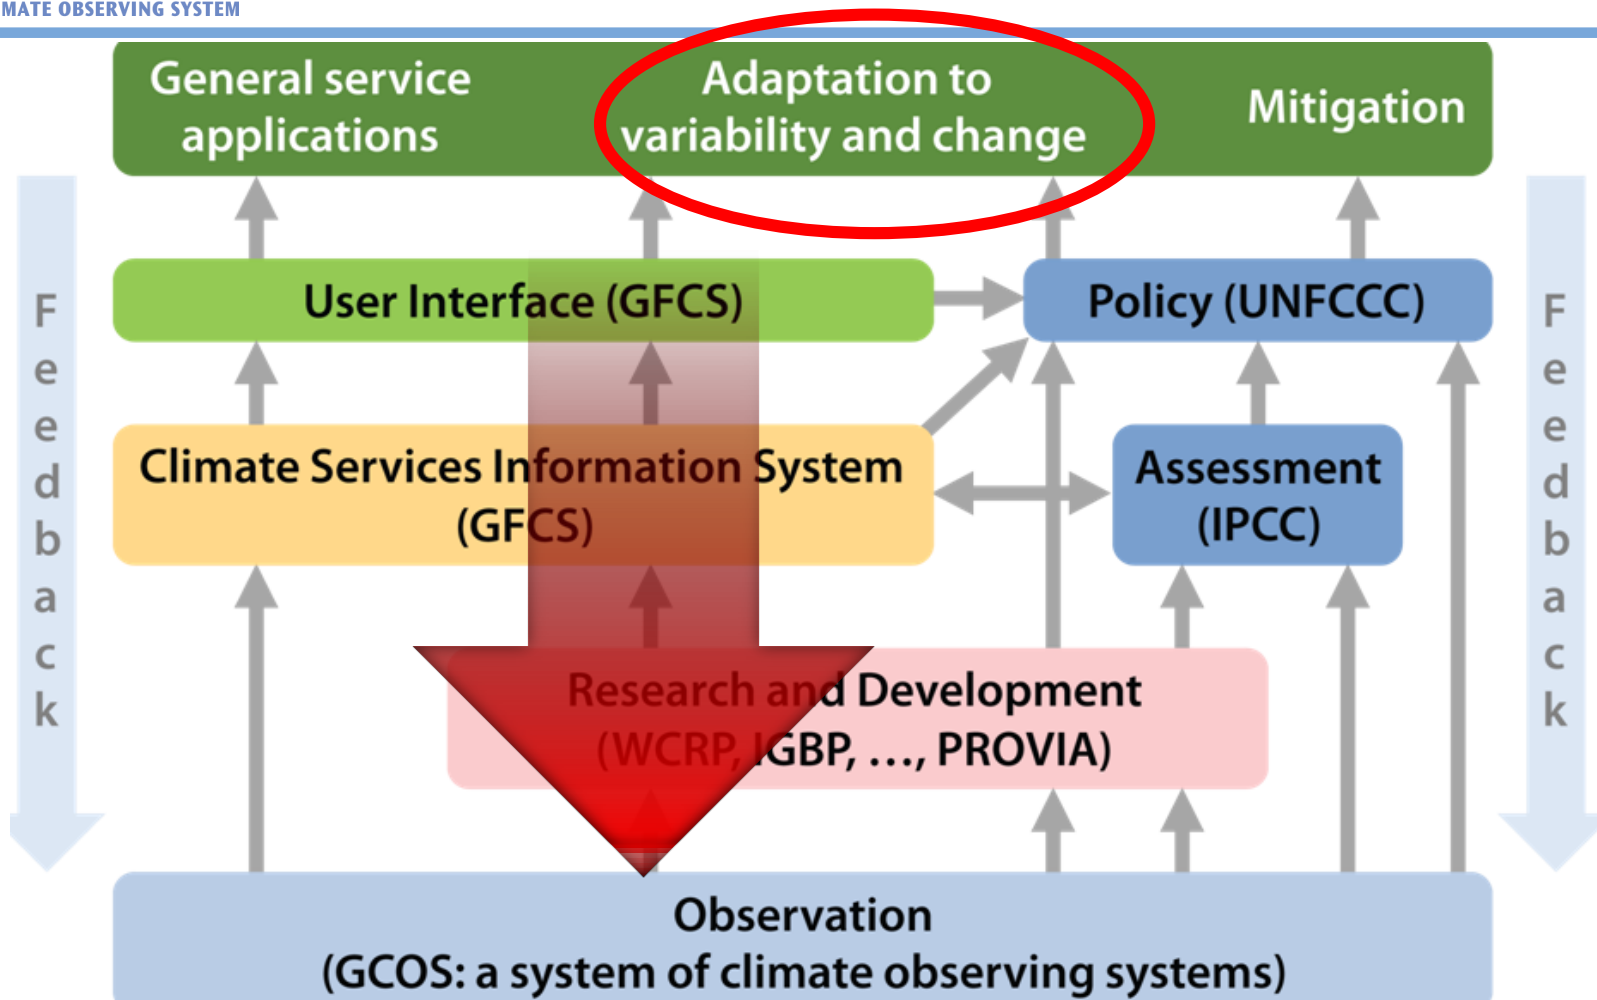 MATE OBSERVING SYSTEM
General service
applications
Adaptation to
variability and change
Mitigation
User Interface (GFCS)
Policy (UNFCCC)
Climate Services Information System
(GFCS)
Assessment
(IPCC)
Research and Development
(WCRP, IGBP, …, PROVIA)
Observation
(GCOS: a system of climate observing systems)
Feedback
Feedback